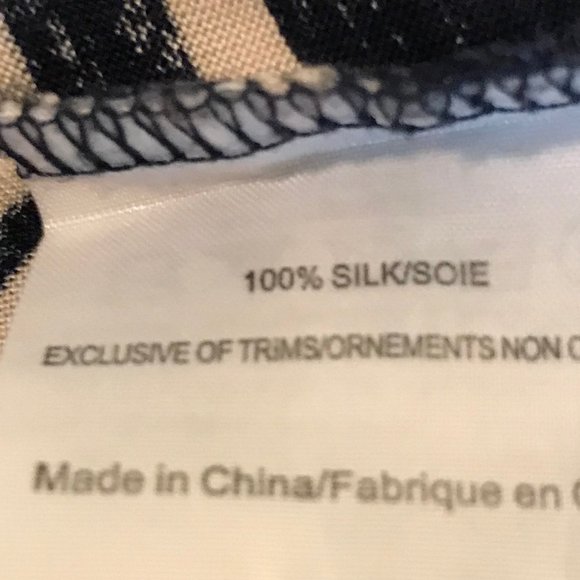 100% SILK/SOIE
EXCLUSIVE OF TRIMS/ORNEMENTS NON
Made in China/Fabrique en